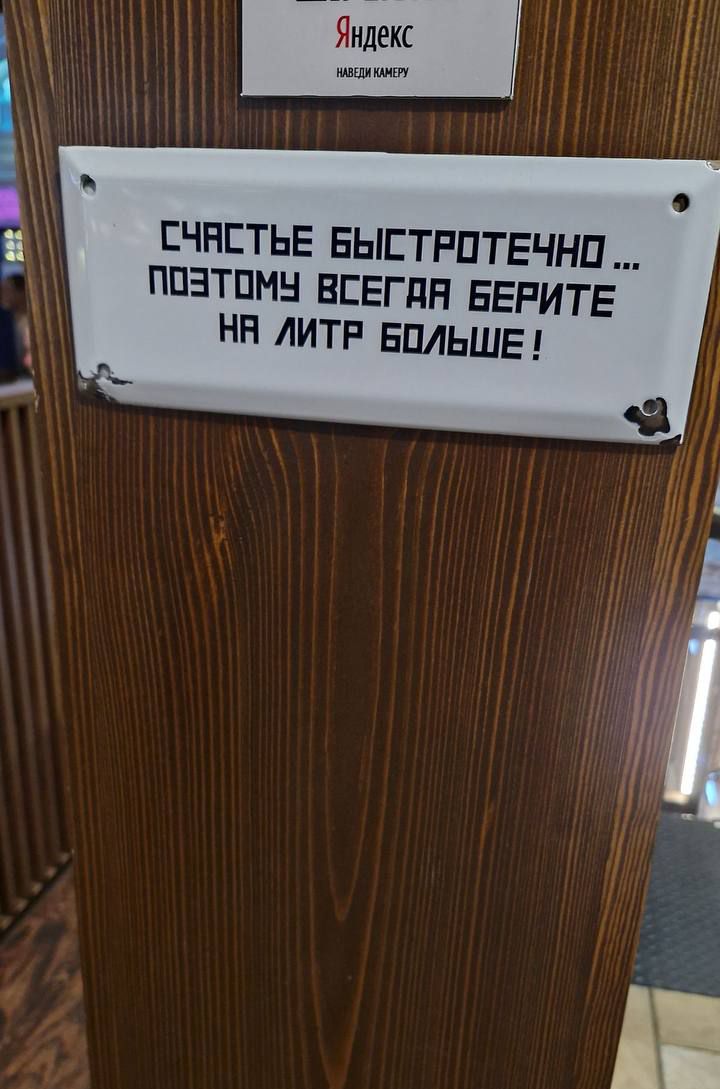 Яндекс
НАВЕДИ КАМЕРУ
СЧАСТЬЕ БЫСТРОТЕЧНО...
ПОЭТОМУ ВСЕГДА БЕРИТЕ
НА ЛИТР БОЛЬШЕ!